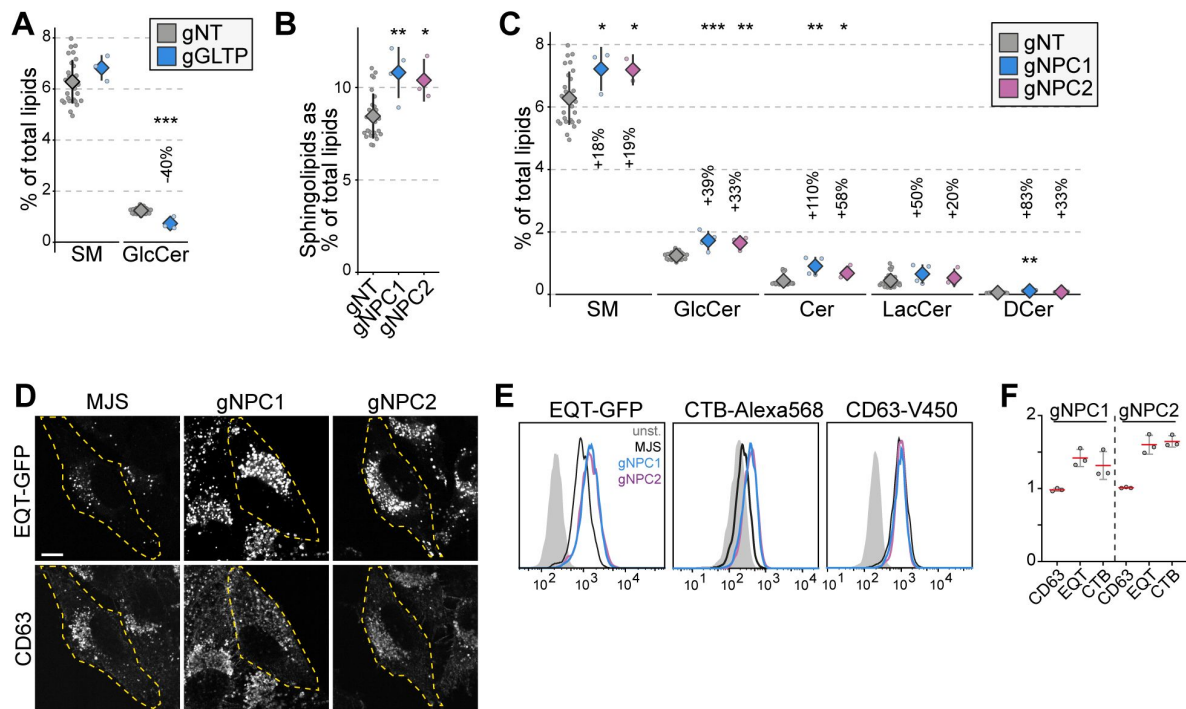 A
% of total lipids
8
6
4
2
0
gNT
gGLTP
***
-40%
SM GlcCer
B
Sphingolipids as
% of total lipids
10
5
0
** *
gNT
gNPC1
gNPC2
C
% of total lipids
8
6
4
2
0
* * *** ** ** * **
gNT
gNPC1
gNPC2
+18% +19% +39% +33% +110% +58% +50% +20% +83% +33%
SM GlcCer Cer LacCer DCer
D
MJS gNPC1 gNPC2
EQT-GFP
CD63
E
EQT-GFP CTB-Alexa568 CD63-V450
unst.
MJS
gNPC1
gNPC2
10² 10³ 10⁴ 10¹ 10² 10³ 10⁴ 10¹ 10² 10³ 10⁴
F
gNPC1 gNPC2
2
1
0
CD63 EQT CTB CD63 EQT CTB